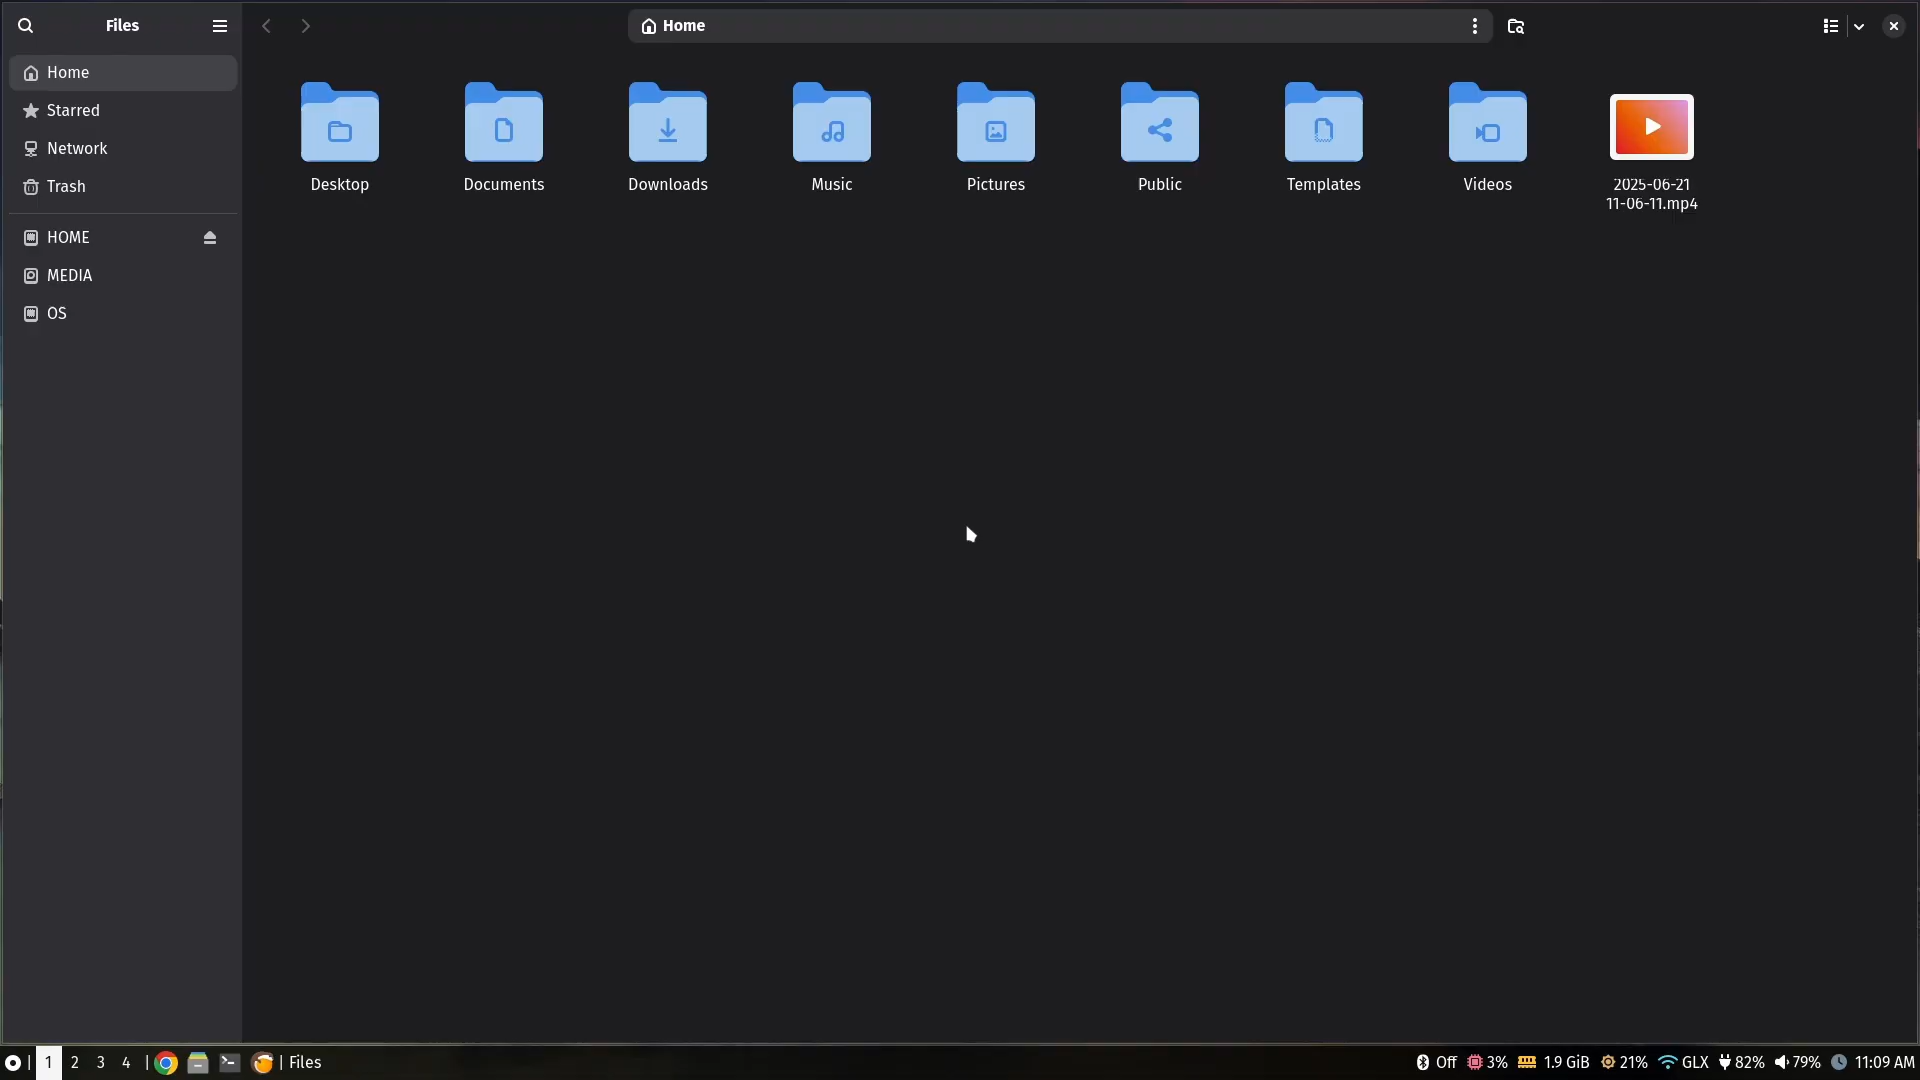 Files
Home
Home
Starred
Network
Trash
HOME
MEDIA
OS
Desktop
Documents
Downloads
Music
Pictures
Public
Templates
Videos
2025-06-21
11-06-11.mp4
1 2 3 4 | | Files
Off 3% 1.9 GiB 21% GLX 82% 79% 11:09 AM